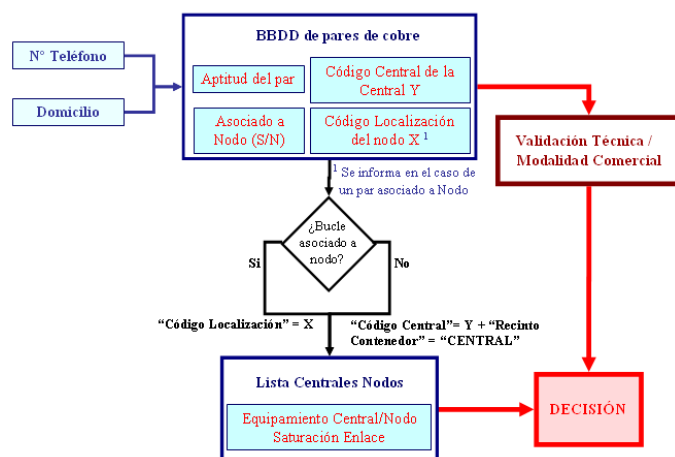 BBDD de pares de cobre
Nº Teléfono
Domicilio
Aptitud del par
Código Central de la
Central Y
Asociado a
Nodo (S/N)
Código Localización
del nodo X 1
Validación Técnica /
Modalidad Comercial
1 Se informa en el caso de
un par asociado a Nodo
¿Bucle
asociado a
nodo?
Si
No
“Código Localización” = X
“Código Central”= Y + “Recinto
Contenedor” = “CENTRAL”
Lista Centrales Nodos
Equipamiento Central/Nodo
Saturación Enlace
DECISIÓN